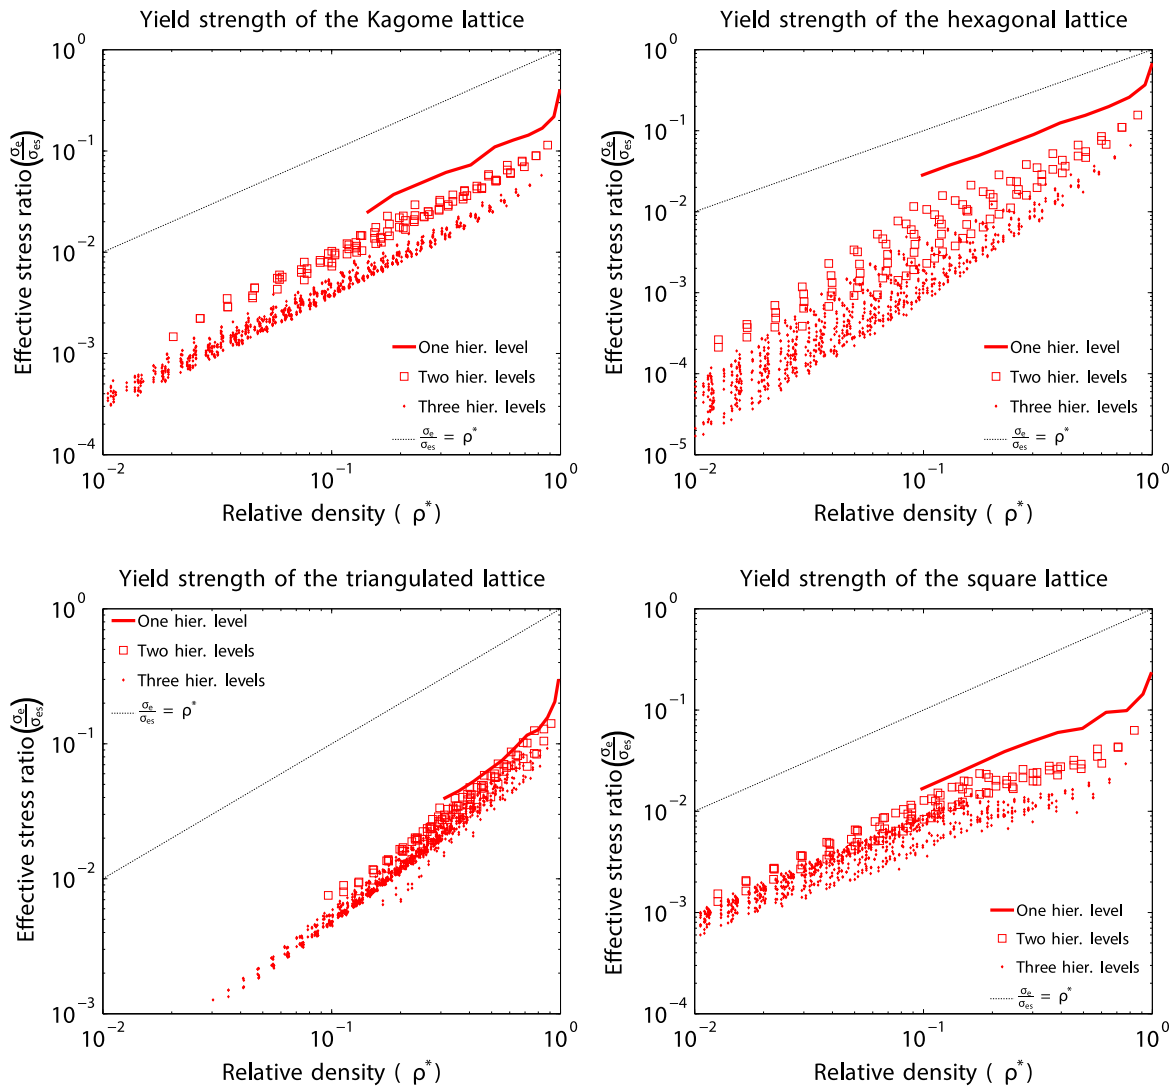 Yield strength of the Kagome lattice
10^0
10^-1
10^-2
10^-3
10^-4
Effective stress ratio(σe/σes)
One hier. level
Two hier. levels
Three hier. levels
σe/σes = ρ*
10^-2
10^-1
10^0
Relative density ( ρ*)
Yield strength of the hexagonal lattice
10^0
10^-1
10^-2
10^-3
10^-4
10^-5
Effective stress ratio(σe/σes)
One hier. level
Two hier. levels
Three hier. levels
σe/σes = ρ*
10^-2
10^-1
10^0
Relative density ( ρ*)
Yield strength of the triangulated lattice
10^0
10^-1
10^-2
10^-3
Effective stress ratio(σe/σes)
One hier. level
Two hier. levels
Three hier. levels
σe/σes = ρ*
10^-2
10^-1
10^0
Relative density ( ρ*)
Yield strength of the square lattice
10^0
10^-1
10^-2
10^-3
10^-4
Effective stress ratio(σe/σes)
One hier. level
Two hier. levels
Three hier. levels
σe/σes = ρ*
10^-2
10^-1
10^0
Relative density ( ρ*)